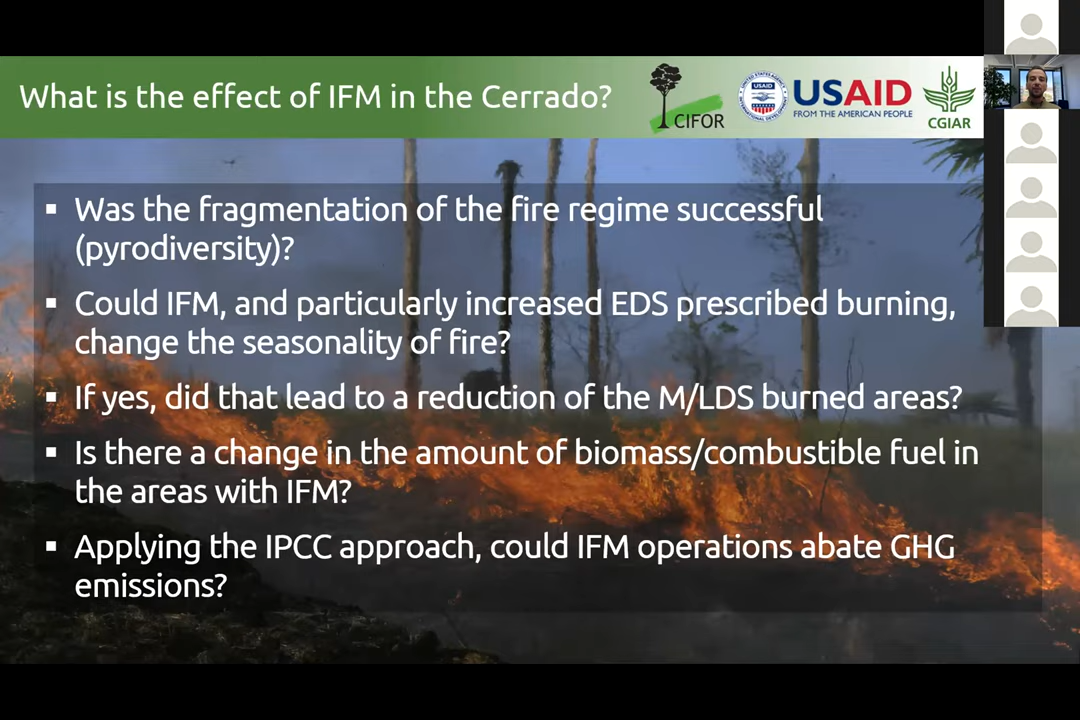 What is the effect of IFM in the Cerrado?
CIFOR
USAID
USAID
FROM THE AMERICAN PEOPLE
CGIAR
▪ Was the fragmentation of the fire regime successful
(pyrodiversity)?
▪ Could IFM, and particularly increased EDS prescribed burning,
change the seasonality of fire?
▪ If yes, did that lead to a reduction of the M/LDS burned areas?
▪ Is there a change in the amount of biomass/combustible fuel in
the areas with IFM?
▪ Applying the IPCC approach, could IFM operations abate GHG
emissions?